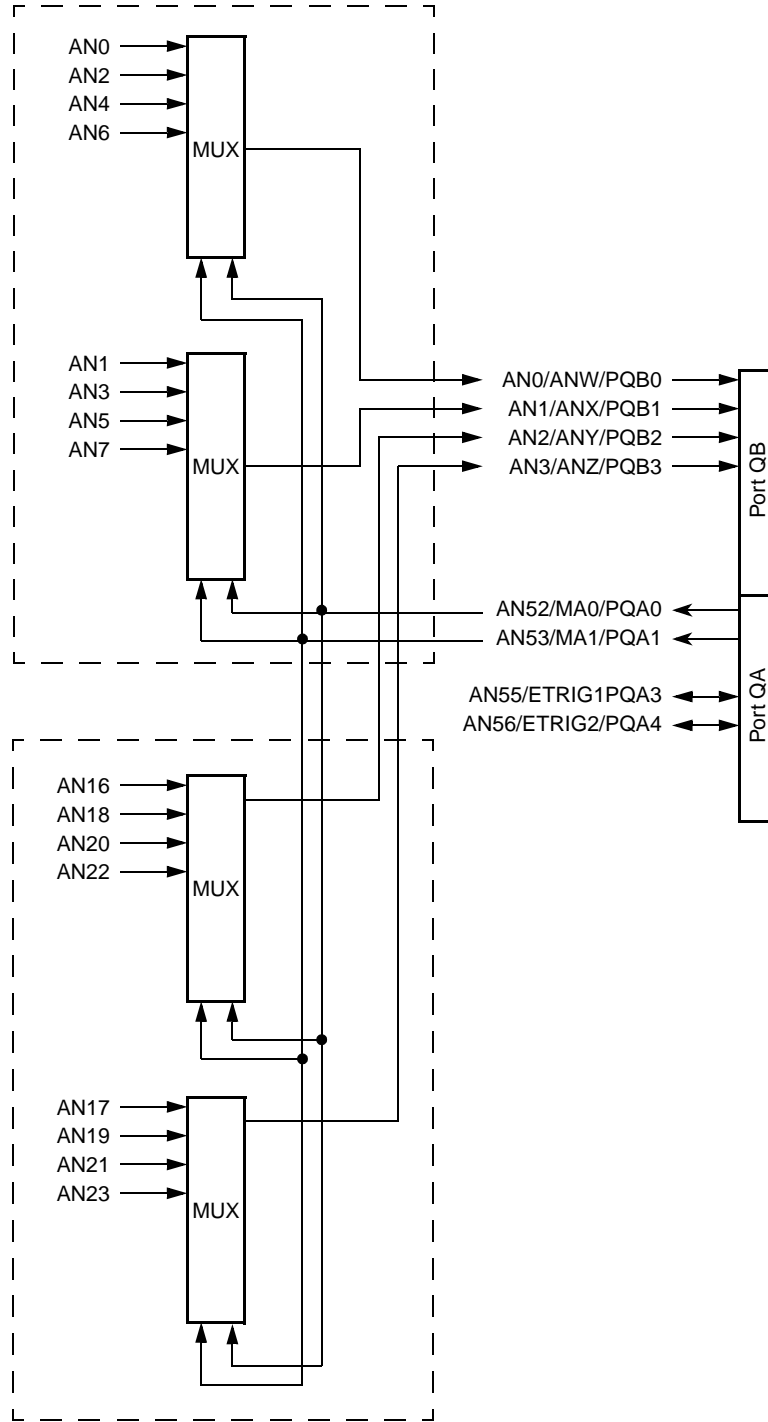 AN0
AN2
AN4
AN6
MUX
AN1
AN3
AN5
AN7
MUX
AN0/ANW/PQB0
AN1/ANX/PQB1
AN2/ANY/PQB2
AN3/ANZ/PQB3
Port QB
AN52/MA0/PQA0
AN53/MA1/PQA1
AN55/ETRIG1PQA3
AN56/ETRIG2/PQA4
Port QA
AN16
AN18
AN20
AN22
MUX
AN17
AN19
AN21
AN23
MUX